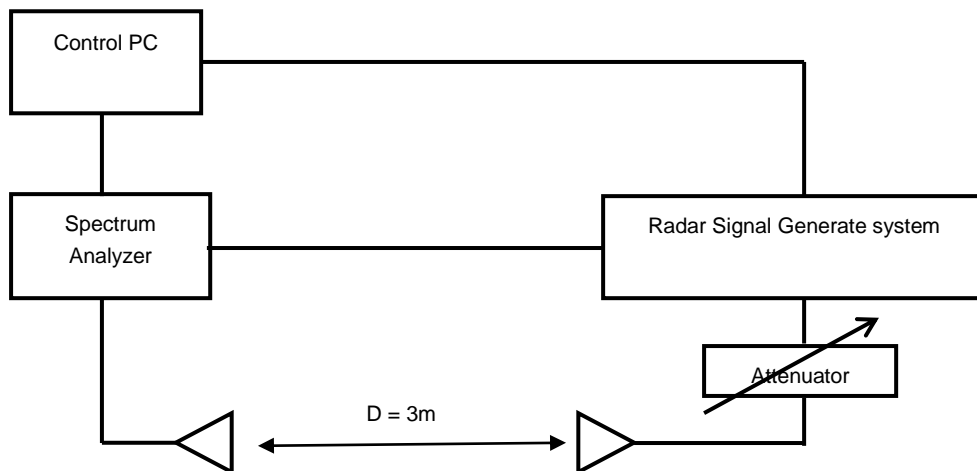 Control PC
Spectrum
Analyzer
Radar Signal Generate system
Attenuator
D = 3m